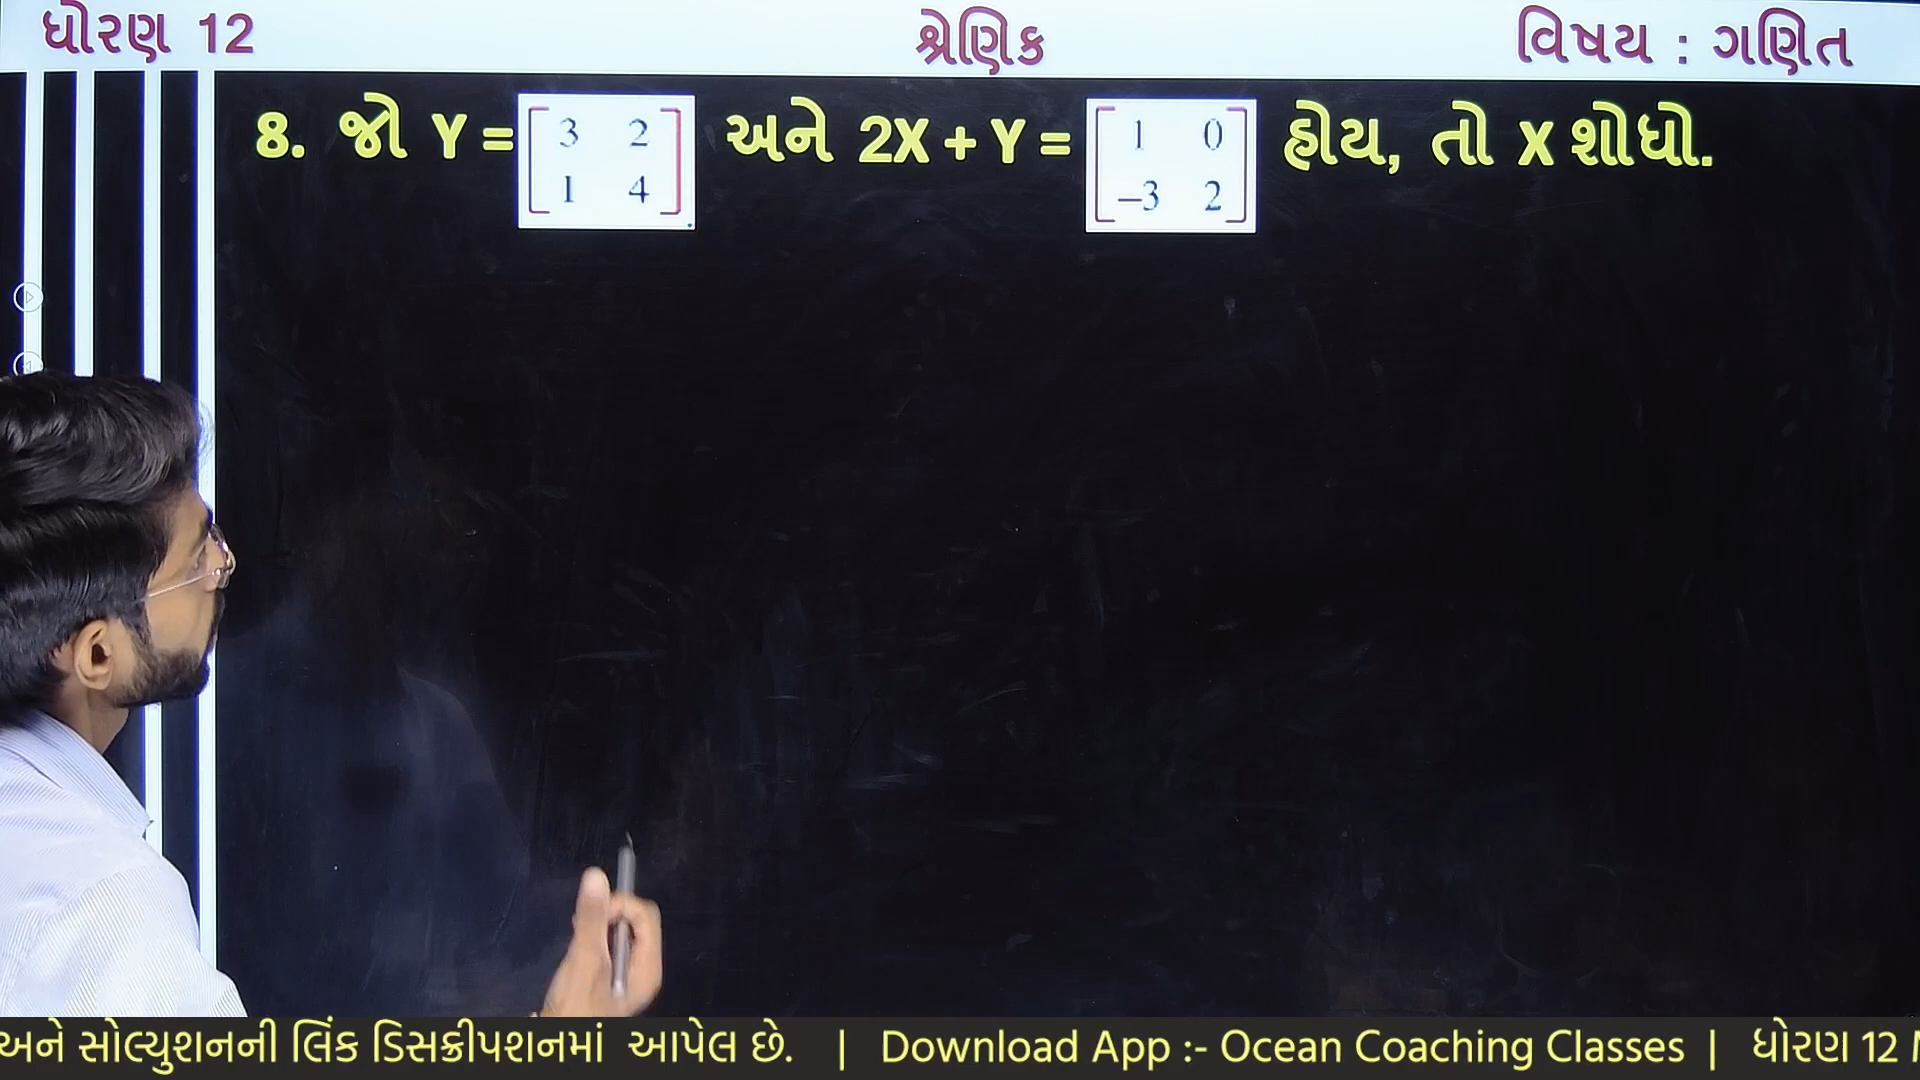 ધોરણ 12 શ્રેણિક વિષય : ગણિત
8. જો Y = [3 2 1 4] અને 2X + Y = [1 0 −3 2] હોય, તો X શોધો.
અને સોલ્યુશનની લિંક ડિસક્રીપશનમાં આપેલ છે. | Download App :- Ocean Coaching Classes | ધોરણ 12